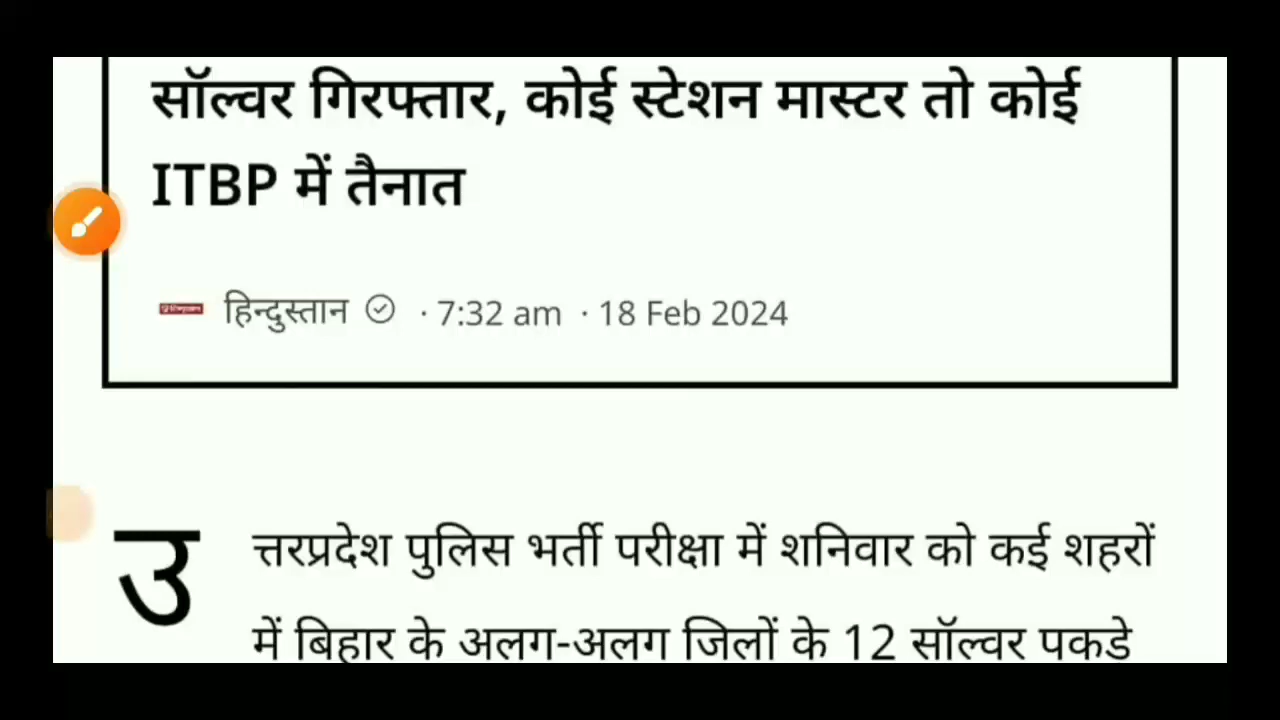 सॉल्वर गिरफ्तार, कोई स्टेशन मास्टर तो कोई
ITBP में तैनात
हिन्दुस्तान · 7:32 am · 18 Feb 2024
उत्तरप्रदेश पुलिस भर्ती परीक्षा में शनिवार को कई शहरों
में बिहार के अलग-अलग जिलों के 12 सॉल्वर पकडे